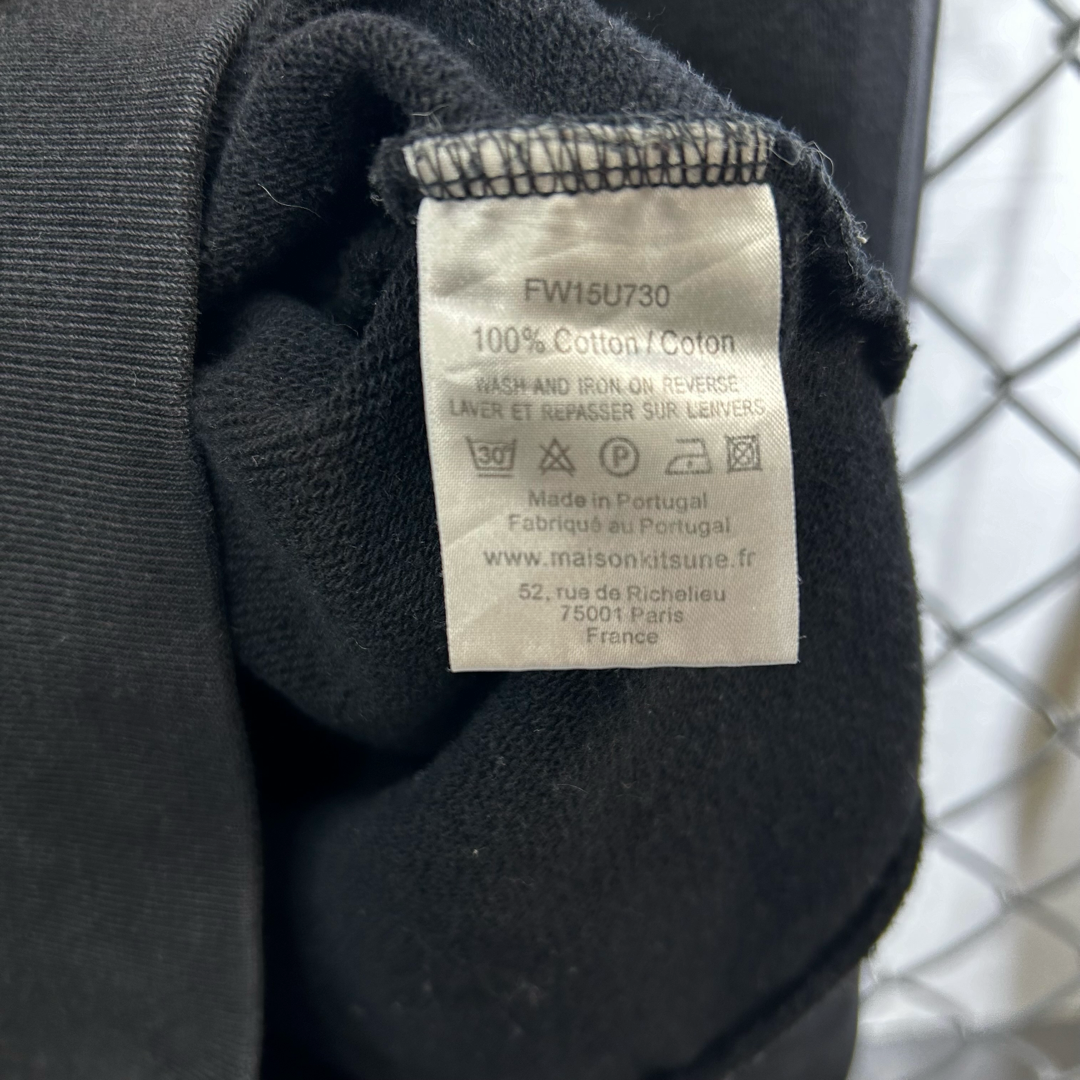 FW15U730
100% Cotton / Coton
WASH AND IRON ON REVERSE
LAVER ET REPASSER SUR L'ENVERS
30° P
Made in Portugal
Fabriqué au Portugal
www.maisonkitsune.fr
52, rue de Richelieu
75001 Paris
France